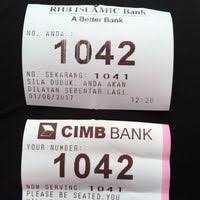 RHB ISLAMIC Bank
A Better Bank
NO. ANDA :
1042
NO. SEKARANG : 1041
SILA DUDUK. ANDA AKAN
DILAYAN SEBENTAR LAGI.
01/06/2017 12:28
CIMB BANK
YOUR NUMBER:
1042
NOW SERVING: 1041
PLEASE BE SEATED YOU